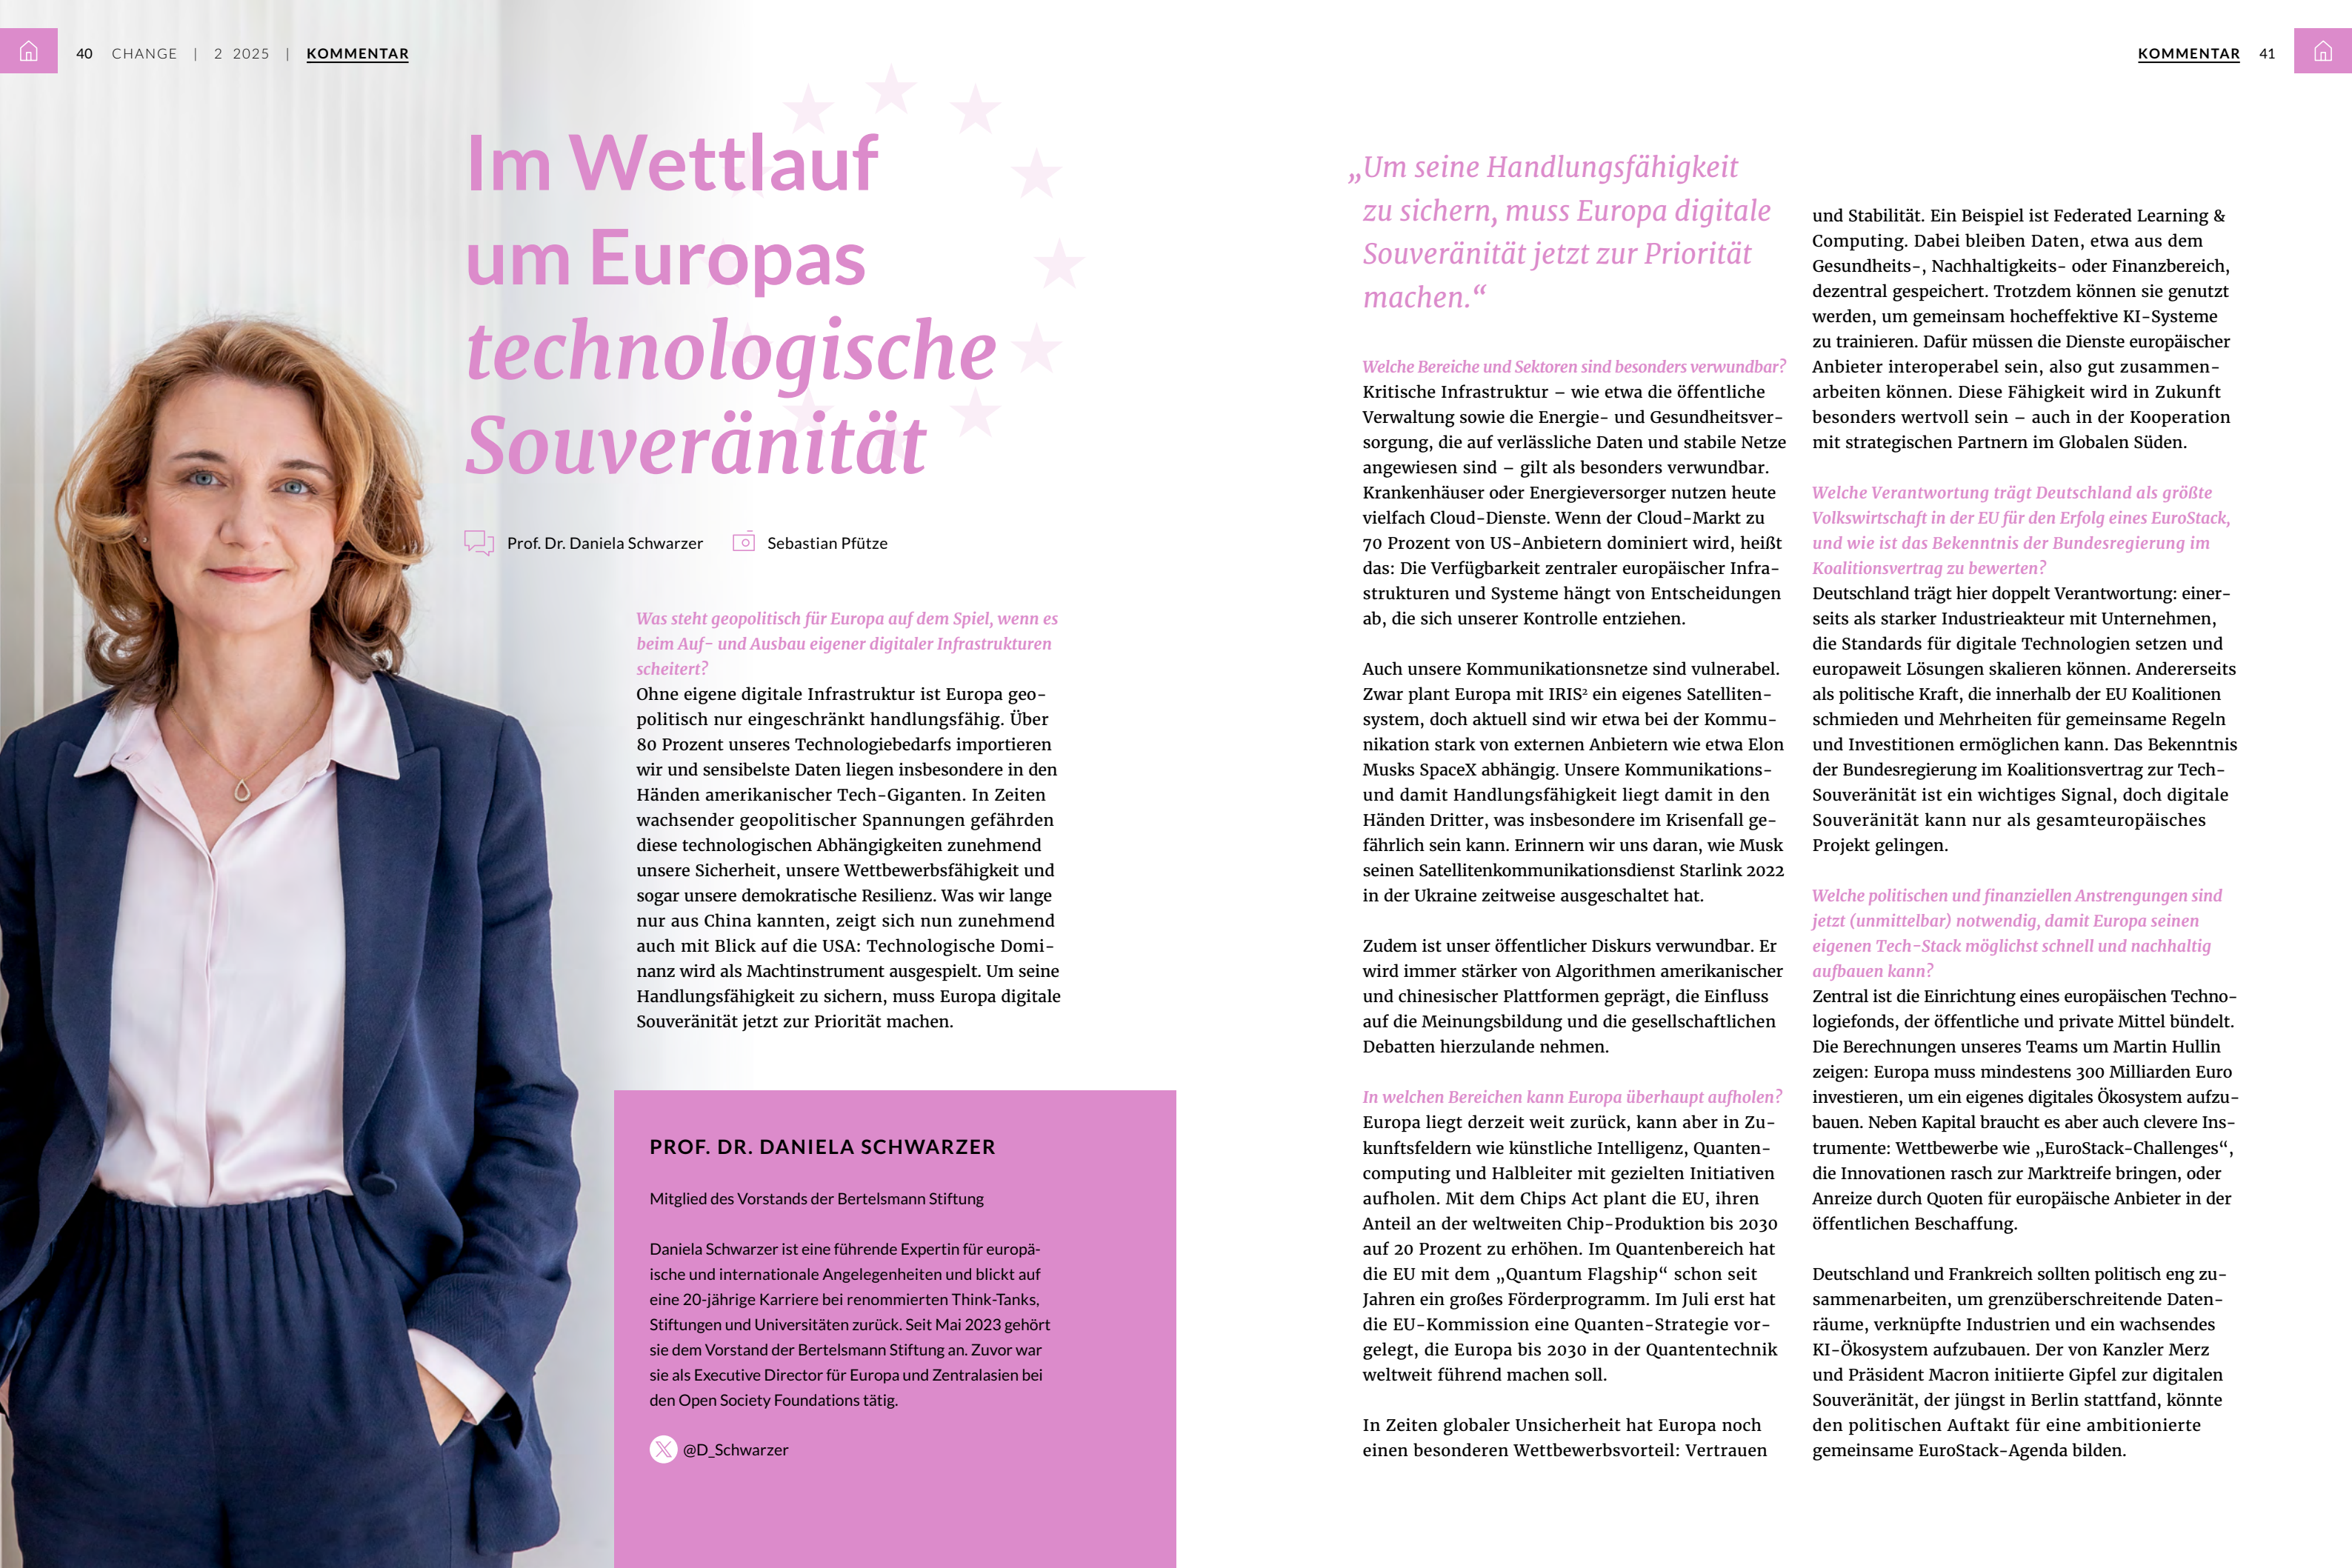 40 CHANGE | 2 2025 | KOMMENTAR
KOMMENTAR 41
Im Wettlauf
um Europas
technologische
Souveränität
Prof. Dr. Daniela Schwarzer Sebastian Pfütze
Was steht geopolitisch für Europa auf dem Spiel, wenn es
beim Auf- und Ausbau eigener digitaler Infrastrukturen
scheitert?
Ohne eigene digitale Infrastruktur ist Europa geo-
politisch nur eingeschränkt handlungsfähig. Über
80 Prozent unseres Technologiebedarfs importieren
wir und sensibelste Daten liegen insbesondere in den
Händen amerikanischer Tech-Giganten. In Zeiten
wachsender geopolitischer Spannungen gefährden
diese technologischen Abhängigkeiten zunehmend
unsere Sicherheit, unsere Wettbewerbsfähigkeit und
sogar unsere demokratische Resilienz. Was wir lange
nur aus China kannten, zeigt sich nun zunehmend
auch mit Blick auf die USA: Technologische Domi-
nanz wird als Machtinstrument ausgespielt. Um seine
Handlungsfähigkeit zu sichern, muss Europa digitale
Souveränität jetzt zur Priorität machen.
PROF. DR. DANIELA SCHWARZER
Mitglied des Vorstands der Bertelsmann Stiftung
Daniela Schwarzer ist eine führende Expertin für europä-
ische und internationale Angelegenheiten und blickt auf
eine 20-jährige Karriere bei renommierten Think-Tanks,
Stiftungen und Universitäten zurück. Seit Mai 2023 gehört
sie dem Vorstand der Bertelsmann Stiftung an. Zuvor war
sie als Executive Director für Europa und Zentralasien bei
den Open Society Foundations tätig.
@D_Schwarzer
„Um seine Handlungsfähigkeit
zu sichern, muss Europa digitale
Souveränität jetzt zur Priorität
machen.“
Welche Bereiche und Sektoren sind besonders verwundbar?
Kritische Infrastruktur – wie etwa die öffentliche
Verwaltung sowie die Energie- und Gesundheitsver-
sorgung, die auf verlässliche Daten und stabile Netze
angewiesen sind – gilt als besonders verwundbar.
Krankenhäuser oder Energieversorger nutzen heute
vielfach Cloud-Dienste. Wenn der Cloud-Markt zu
70 Prozent von US-Anbietern dominiert wird, heißt
das: Die Verfügbarkeit zentraler europäischer Infra-
strukturen und Systeme hängt von Entscheidungen
ab, die sich unserer Kontrolle entziehen.
Auch unsere Kommunikationsnetze sind vulnerabel.
Zwar plant Europa mit IRIS² ein eigenes Satelliten-
system, doch aktuell sind wir etwa bei der Kommu-
nikation stark von externen Anbietern wie etwa Elon
Musks SpaceX abhängig. Unsere Kommunikations-
und damit Handlungsfähigkeit liegt damit in den
Händen Dritter, was insbesondere im Krisenfall ge-
fährlich sein kann. Erinnern wir uns daran, wie Musk
seinen Satellitenkommunikationsdienst Starlink 2022
in der Ukraine zeitweise ausgeschaltet hat.
Zudem ist unser öffentlicher Diskurs verwundbar. Er
wird immer stärker von Algorithmen amerikanischer
und chinesischer Plattformen geprägt, die Einfluss
auf die Meinungsbildung und die gesellschaftlichen
Debatten hierzulande nehmen.
In welchen Bereichen kann Europa überhaupt aufholen?
Europa liegt derzeit weit zurück, kann aber in Zu-
kunftsfeldern wie künstliche Intelligenz, Quanten-
computing und Halbleiter mit gezielten Initiativen
aufholen. Mit dem Chips Act plant die EU, ihren
Anteil an der weltweiten Chip-Produktion bis 2030
auf 20 Prozent zu erhöhen. Im Quantenbereich hat
die EU mit dem „Quantum Flagship“ schon seit
Jahren ein großes Förderprogramm. Im Juli erst hat
die EU-Kommission eine Quanten-Strategie vor-
gelegt, die Europa bis 2030 in der Quantentechnik
weltweit führend machen soll.
In Zeiten globaler Unsicherheit hat Europa noch
einen besonderen Wettbewerbsvorteil: Vertrauen
und Stabilität. Ein Beispiel ist Federated Learning &
Computing. Dabei bleiben Daten, etwa aus dem
Gesundheits-, Nachhaltigkeits- oder Finanzbereich,
dezentral gespeichert. Trotzdem können sie genutzt
werden, um gemeinsam hocheffektive KI-Systeme
zu trainieren. Dafür müssen die Dienste europäischer
Anbieter interoperabel sein, also gut zusammen-
arbeiten können. Diese Fähigkeit wird in Zukunft
besonders wertvoll sein – auch in der Kooperation
mit strategischen Partnern im Globalen Süden.
Welche Verantwortung trägt Deutschland als größte
Volkswirtschaft in der EU für den Erfolg eines EuroStack,
und wie ist das Bekenntnis der Bundesregierung im
Koalitionsvertrag zu bewerten?
Deutschland trägt hier doppelt Verantwortung: einer-
seits als starker Industrieakteur mit Unternehmen,
die Standards für digitale Technologien setzen und
europaweit Lösungen skalieren können. Andererseits
als politische Kraft, die innerhalb der EU Koalitionen
schmieden und Mehrheiten für gemeinsame Regeln
und Investitionen ermöglichen kann. Das Bekenntnis
der Bundesregierung im Koalitionsvertrag zur Tech-
Souveränität ist ein wichtiges Signal, doch digitale
Souveränität kann nur als gesamteuropäisches
Projekt gelingen.
Welche politischen und finanziellen Anstrengungen sind
jetzt (unmittelbar) notwendig, damit Europa seinen
eigenen Tech-Stack möglichst schnell und nachhaltig
aufbauen kann?
Zentral ist die Einrichtung eines europäischen Techno-
logiefonds, der öffentliche und private Mittel bündelt.
Die Berechnungen unseres Teams um Martin Hullin
zeigen: Europa muss mindestens 300 Milliarden Euro
investieren, um ein eigenes digitales Ökosystem aufzu-
bauen. Neben Kapital braucht es aber auch clevere Ins-
trumente: Wettbewerbe wie „EuroStack-Challenges“,
die Innovationen rasch zur Marktreife bringen, oder
Anreize durch Quoten für europäische Anbieter in der
öffentlichen Beschaffung.
Deutschland und Frankreich sollten politisch eng zu-
sammenarbeiten, um grenzüberschreitende Daten-
räume, verknüpfte Industrien und ein wachsendes
KI-Ökosystem aufzubauen. Der von Kanzler Merz
und Präsident Macron initiierte Gipfel zur digitalen
Souveränität, der jüngst in Berlin stattfand, könnte
den politischen Auftakt für eine ambitionierte
gemeinsame EuroStack-Agenda bilden.